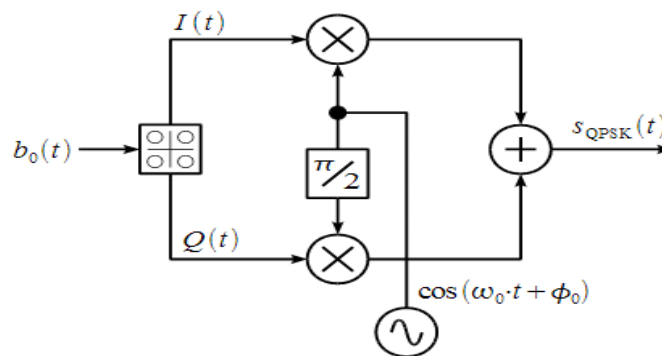 I(t)
b₀(t)
π/2
s_QPSK(t)
Q(t)
cos(ω₀·t+ϕ₀)